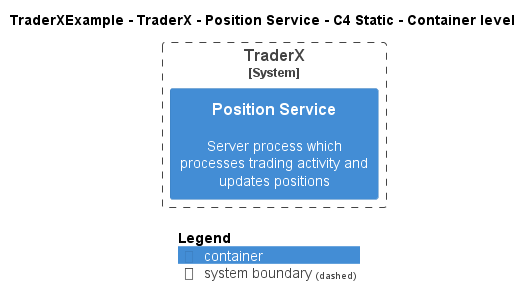 TraderXExample - TraderX - Position Service - C4 Static - Container level
TraderX
[System]
Position Service
Server process which
processes trading activity and
updates positions
Legend
container
system boundary (dashed)